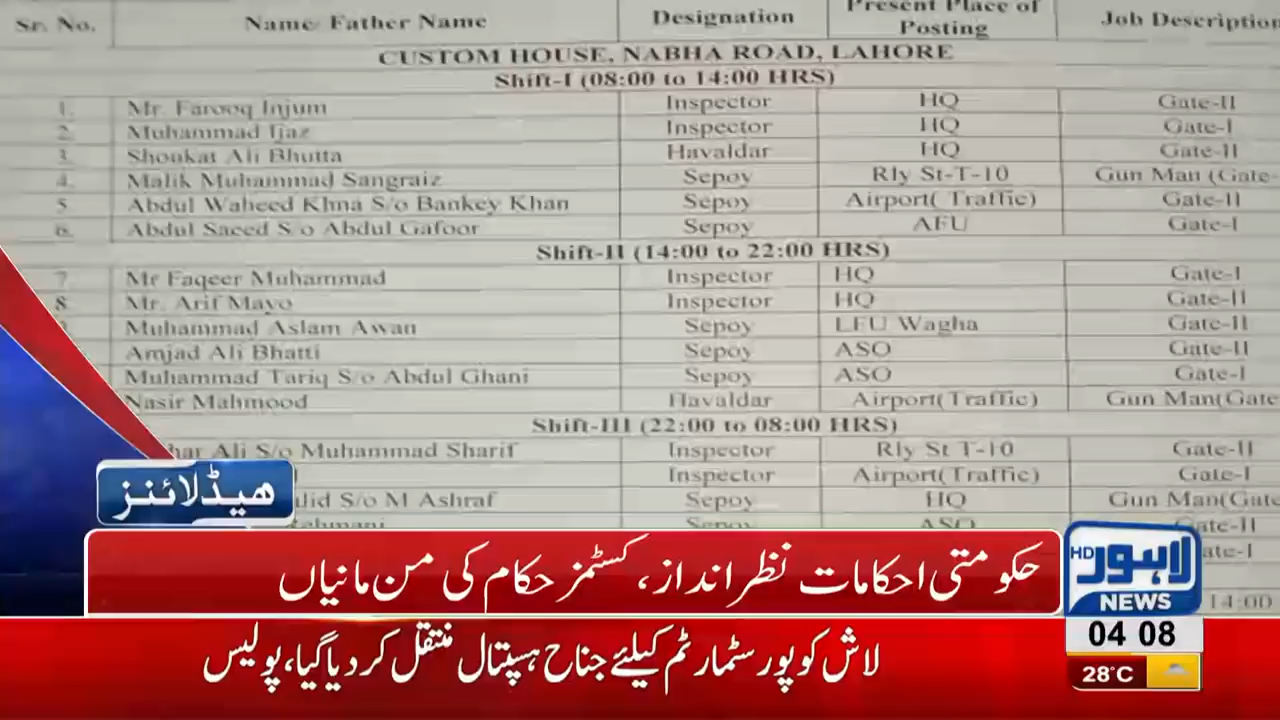 Sr. No. Name/ Father Name Designation Present Place of Posting Job Description
CUSTOM HOUSE, NABHA ROAD, LAHORE
Shift-I (08:00 to 14:00 HRS)
1. Mr. Farooq Injum Inspector HQ Gate-II
2. Muhammad Ijaz Inspector HQ Gate-I
3. Shoukat Ali Bhutta Havaldar HQ Gate-II
4. Malik Muhammad Sangraiz Sepoy Rly St-T-10 Gun Man (Gate-
5. Abdul Waheed Khna S/o Bankey Khan Sepoy Airport( Traffic) Gate-II
6. Abdul Saeed S/o Abdul Gafoor Sepoy AFU Gate-I
Shift-II (14:00 to 22:00 HRS)
7. Mr Faqeer Muhammad Inspector HQ Gate-I
8. Mr. Arif Mayo Inspector HQ Gate-II
Muhammad Aslam Awan Sepoy LFU Wagha Gate-II
Amjad Ali Bhatti Sepoy ASO Gate-II
Muhammad Tariq S/o Abdul Ghani Sepoy ASO Gate-I
Nasir Mahmood Havaldar Airport(Traffic) Gun Man(Gate
Shift-III (22:00 to 08:00 HRS)
Ali S/o Muhammad Sharif Inspector Rly St T-10 Gate-II
Inspector Airport(Traffic) Gate-I
S/o M Ashraf Sepoy HQ Gun Man(Gate
Sepoy ASO
14:00
ھیڈلائنز
حکومتی احکامات نظرانداز، کسٹمز حکام کی من مانیاں
لاش کو پورسٹمارٹم کیلئے جناح ہسپتال منتقل کر دیا گیا، پولیس
لاہور HD
NEWS
04 08
28°C